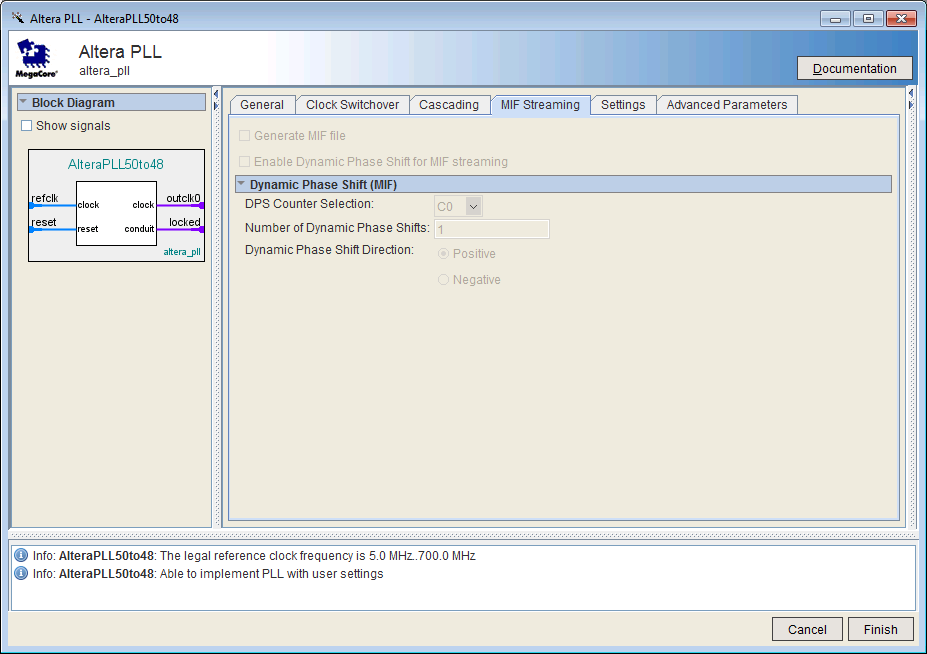 Altera PLL - AlteraPLL50to48
Altera PLL
altera_pll
MegaCore®
Documentation
Block Diagram
Show signals
AlteraPLL50to48
refclk
clock
clock
outclk0
reset
reset
conduit
locked
altera_pll
General
Clock Switchover
Cascading
MIF Streaming
Settings
Advanced Parameters
Generate MIF file
Enable Dynamic Phase Shift for MIF streaming
Dynamic Phase Shift (MIF)
DPS Counter Selection:
C0
Number of Dynamic Phase Shifts:
1
Dynamic Phase Shift Direction:
Positive
Negative
Info: AlteraPLL50to48: The legal reference clock frequency is 5.0 MHz..700.0 MHz
Info: AlteraPLL50to48: Able to implement PLL with user settings
Cancel
Finish